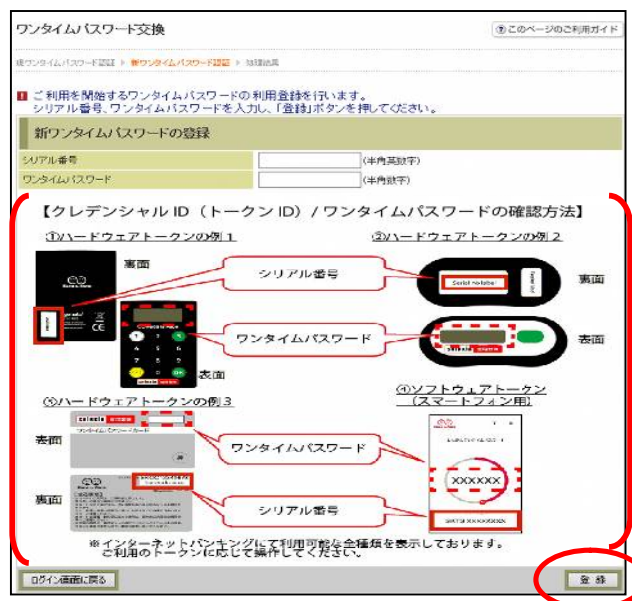 ワンタイムパスワード交換
このページのご利用ガイド
新ワンタイムパスワード認証
ご利用を開始するワンタイムパスワードの利用登録を行います。
シリアル番号、ワンタイムパスワードを入力し、「登録」ボタンを押してください。
新ワンタイムパスワードの登録
シリアル番号 (半角英数字)
ワンタイムパスワード (半角数字)
【クレデンシャル ID（トークン ID）/ ワンタイムパスワードの確認方法】
①ハードウェアトークンの例 1
②ハードウェアトークンの例 2
裏面
シリアル番号
裏面
ワンタイムパスワード
表面
表面
ハードウェアトークンの例 3
④ソフトウェアトークン
（スマートフォン用）
表面
ワンタイムパスワード
XXXXXX
裏面
シリアル番号
※インターネットバンキングにて利用可能な全種類を表示しております。
ご利用のトークンに応じて操作してください。
ログイン画面に戻る
登 録